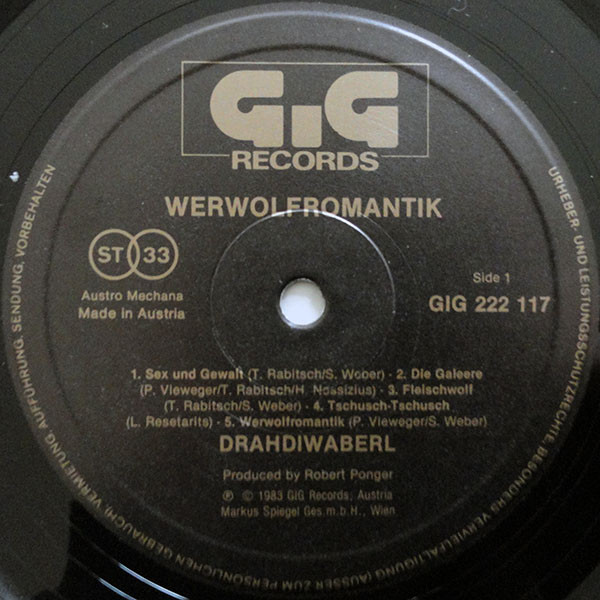 GiG
RECORDS
WERWOLFROMANTIK
ST 33
Austro Mechana
Made in Austria
Side 1
GIG 222 117
1. Sex und Gewalt (T. Rabitsch/S. Weber) · 2. Die Galeere
(P. Vieweger/T. Rabitsch/H. Nossizius) · 3. Fleischwolf
(T. Rabitsch/S. Weber) · 4. Tschusch-Tschusch
(L. Resetarits) · 5. Werwolfromantik (P. Vieweger/S. Weber)
DRAHDIWABERL
Produced by Robert Ponger
℗ © 1983 GIG Records, Austria
Markus Spiegel Ges.m.b.H., Wien
URHEBER- UND LEISTUNGSSCHUTZRECHTE, BESONDERS VERVIELFÄLTIGUNG (AUSSER ZUM PERSÖNLICHEN GEBRAUCH), VERMIETUNG AUFFÜHRUNG, SENDUNG, VORBEHALTEN